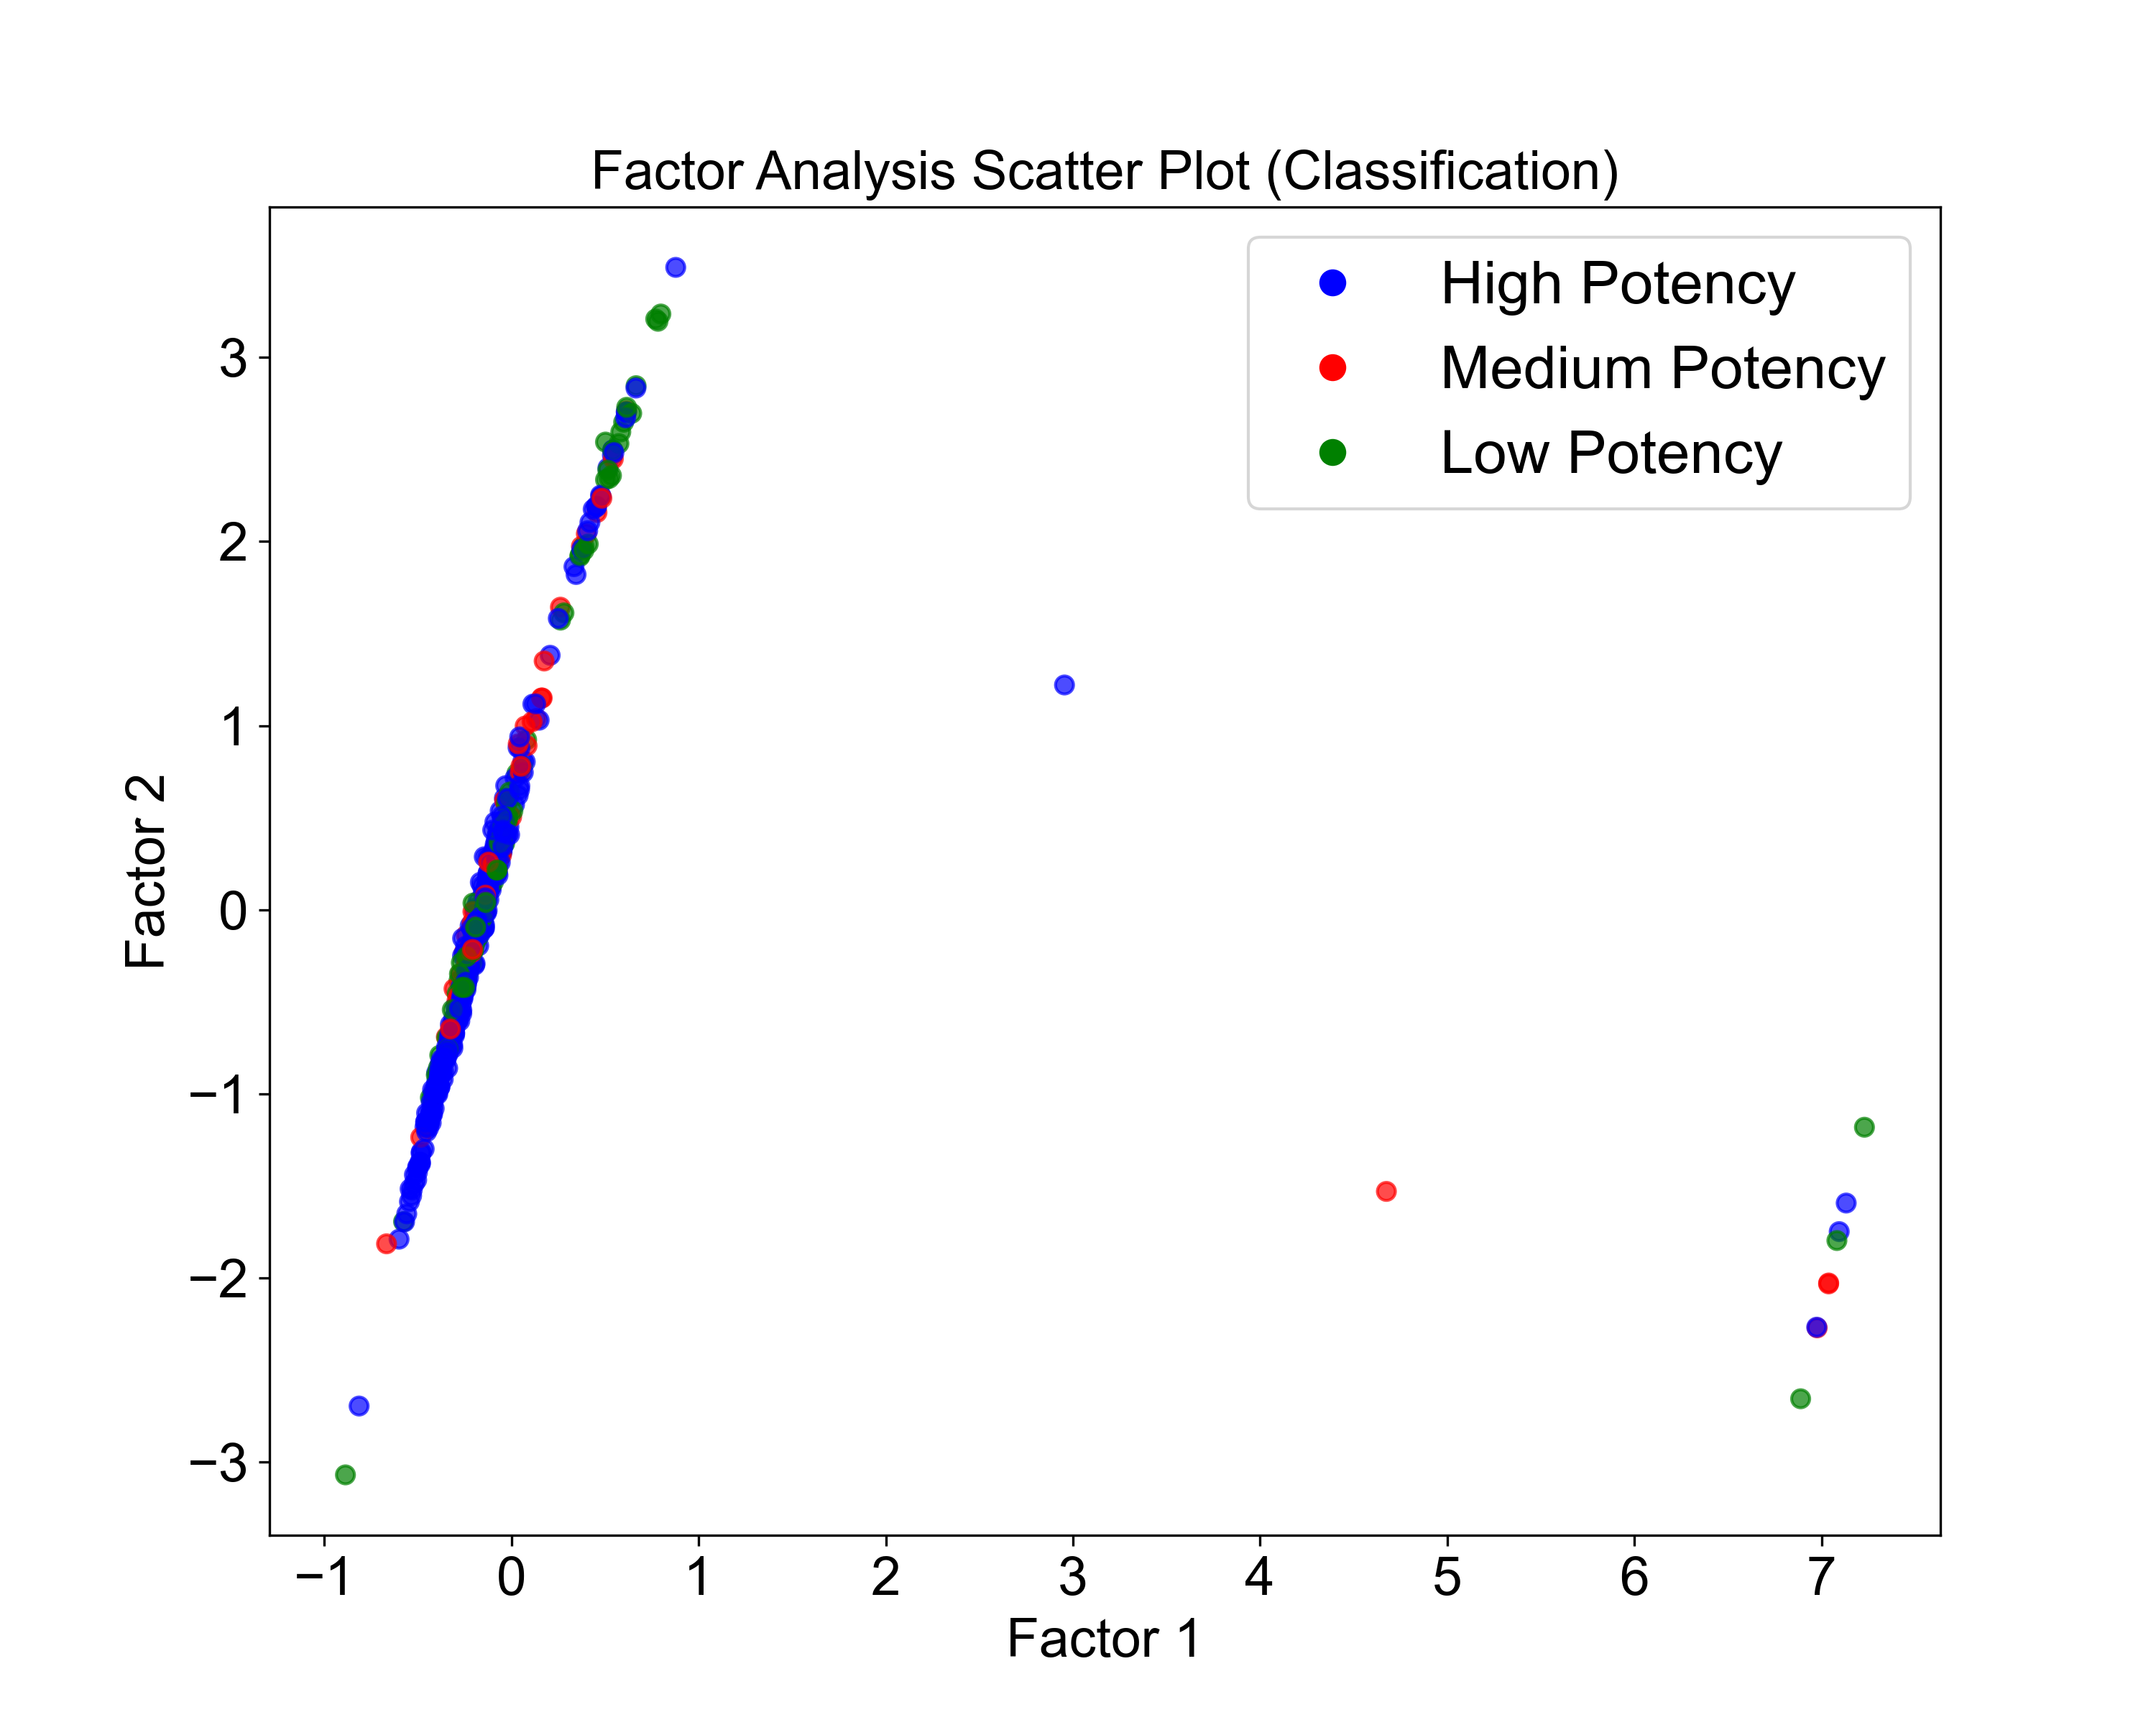 Factor Analysis Scatter Plot (Classification)
High Potency
Medium Potency
Low Potency
3
2
1
0
−1
−2
−3
Factor 2
−1 0 1 2 3 4 5 6 7
Factor 1